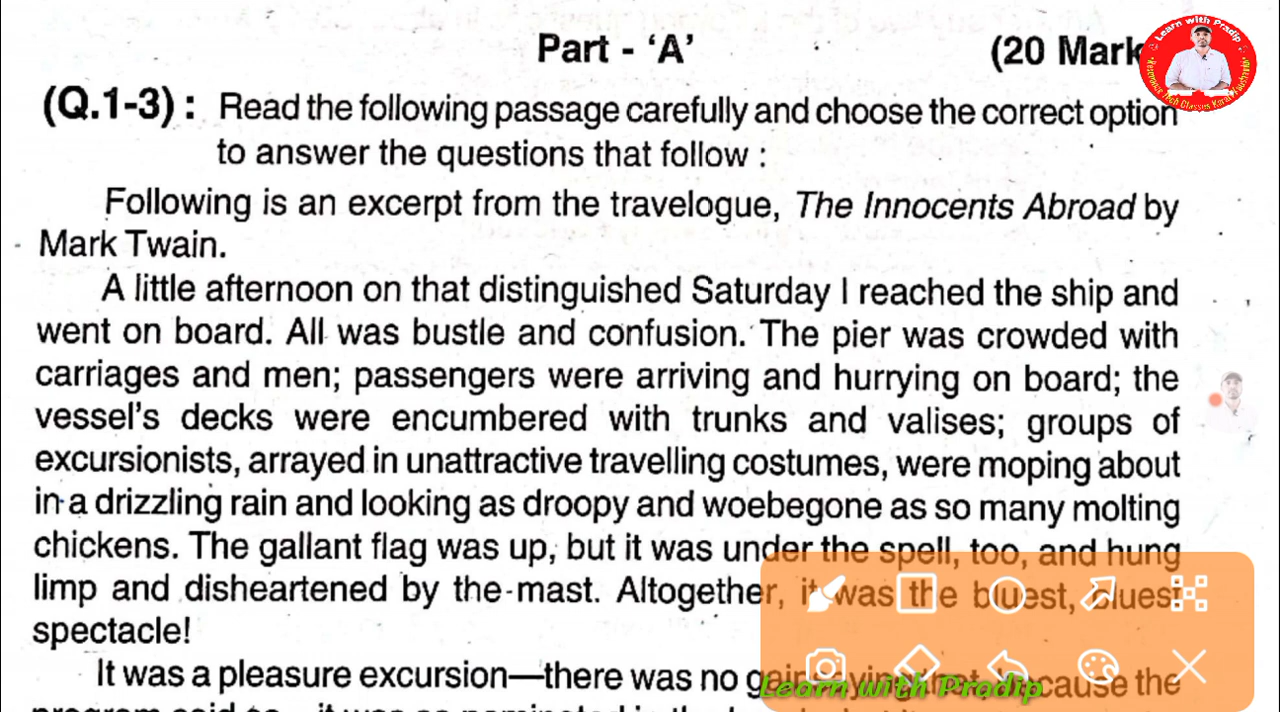 Part - ‘A’
(20 Mark
Learn with Pradip
(Q.1-3) : Read the following passage carefully and choose the correct option
to answer the questions that follow :
Following is an excerpt from the travelogue, The Innocents Abroad by
Mark Twain.
A little afternoon on that distinguished Saturday I reached the ship and
went on board. All was bustle and confusion. The pier was crowded with
carriages and men; passengers were arriving and hurrying on board; the
vessel's decks were encumbered with trunks and valises; groups of
excursionists, arrayed in unattractive travelling costumes, were moping about
in a drizzling rain and looking as droopy and woebegone as so many molting
chickens. The gallant flag was up, but it was under the spell, too, and hung
limp and disheartened by the mast. Altogether, it was the bluest, bluest
spectacle!
It was a pleasure excursion—there was no gainsaying that, because the
Learn with Pradip